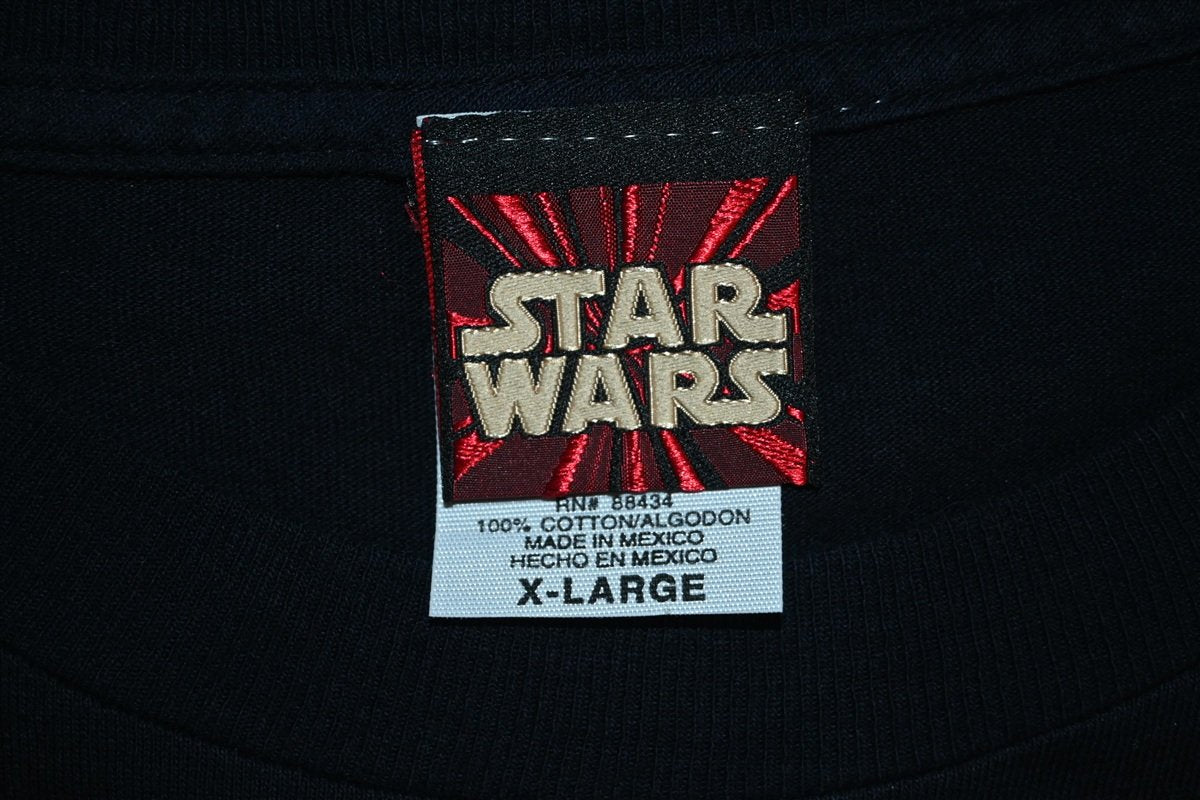 STAR
WARS
RN# 88434
100% COTTON/ALGODON
MADE IN MEXICO
HECHO EN MEXICO
X-LARGE